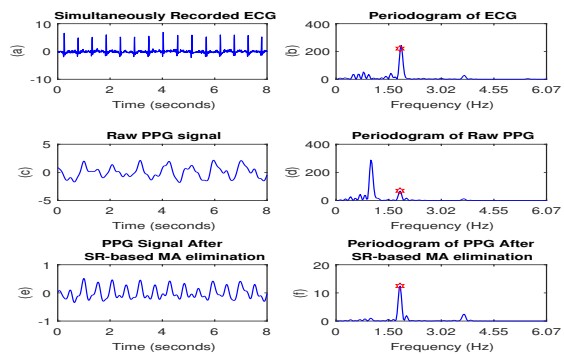 Simultaneously Recorded ECG
(a)
10
0
-10
0 2 4 6 8
Time (seconds)
Periodogram of ECG
(b)
400
200
0
0 1.50 3.03 4.55 6.07
Frequency (Hz)
Raw PPG signal
(c)
5
0
-5
0 2 4 6 8
Time (seconds)
Periodogram of Raw PPG
(d)
400
200
0
0 1.50 3.03 4.55 6.07
Frequency (Hz)
PPG Signal After
SR-based MA elimination
(e)
1
0
-1
0 2 4 6 8
Time (seconds)
Periodogram of PPG After
SR-based MA elimination
(f)
20
10
0
0 1.50 3.03 4.55 6.07
Frequency (Hz)